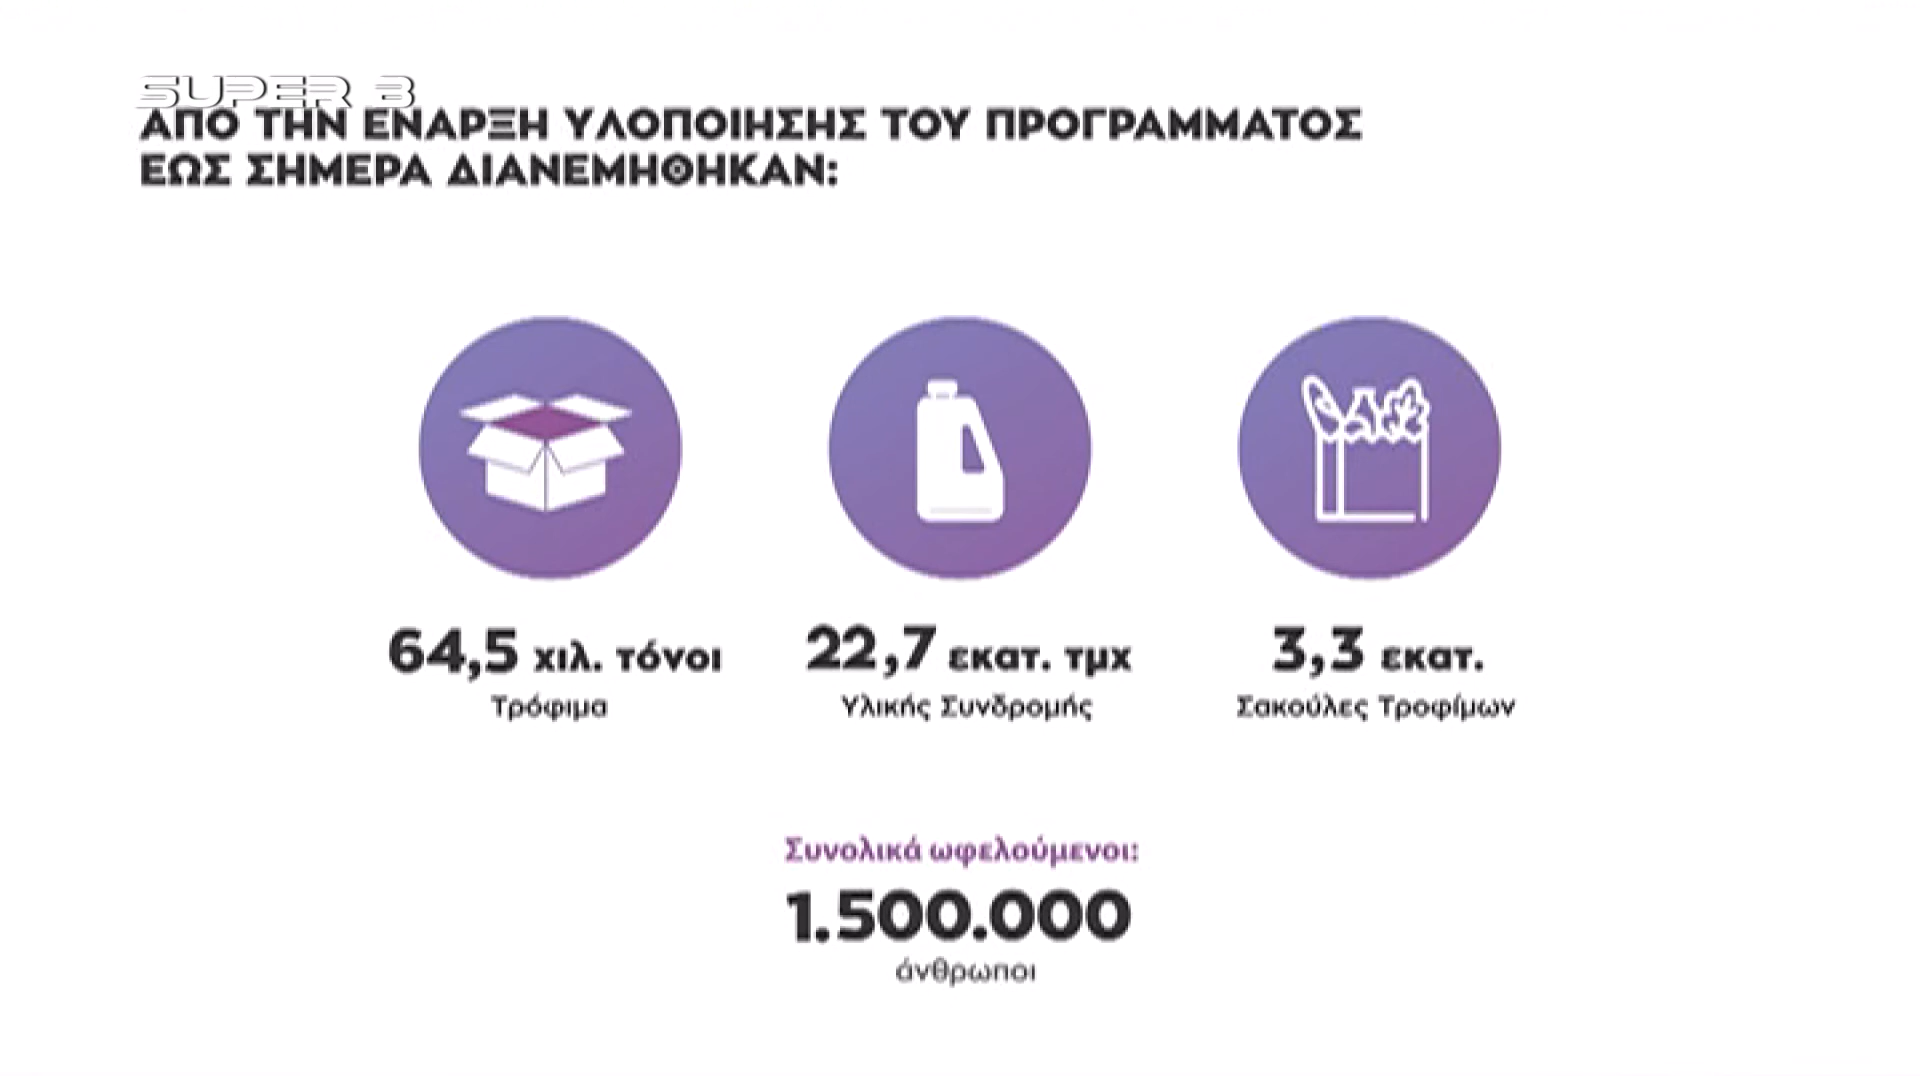 SUPER B
ΑΠΟ ΤΗΝ ΕΝΑΡΞΗ ΥΛΟΠΟΙΗΣΗΣ ΤΟΥ ΠΡΟΓΡΑΜΜΑΤΟΣ
ΕΩΣ ΣΗΜΕΡΑ ΔΙΑΝΕΜΗΘΗΚΑΝ:
64,5 χιλ. τόνοι
Τρόφιμα
22,7 εκατ. τμχ
Υλικής Συνδρομής
3,3 εκατ.
Σακούλες Τροφίμων
Συνολικά ωφελούμενοι:
1.500.000
άνθρωποι